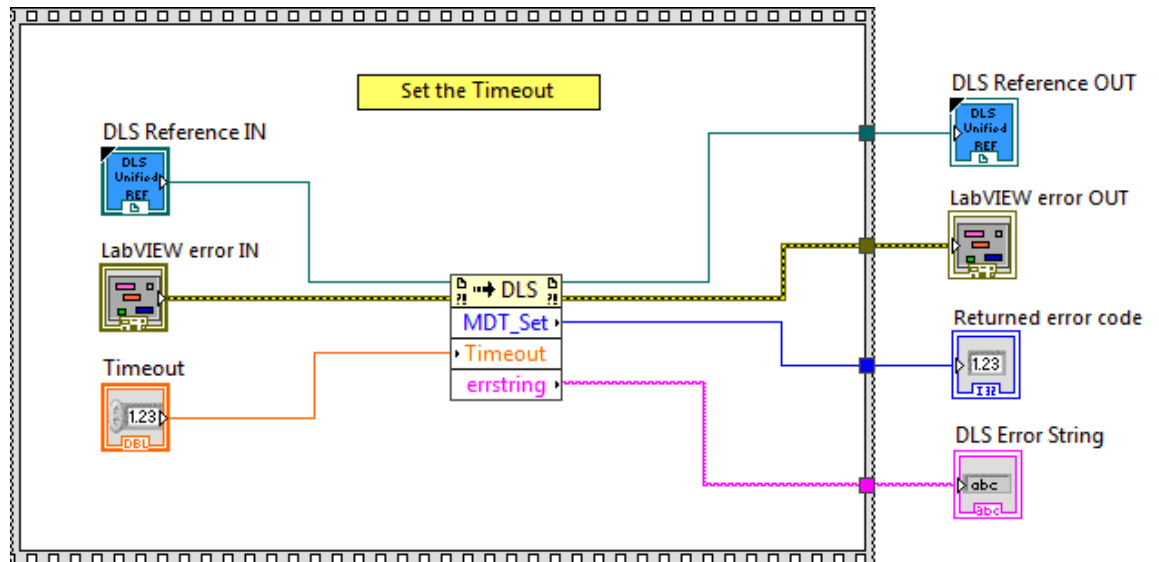 Set the Timeout
DLS Reference IN
DLS
Unified
REF
LabVIEW error IN
Timeout
1.23
DBL
?! DLS ?!
MDT_Set
Timeout
errstring
DLS Reference OUT
DLS
Unified
REF
LabVIEW error OUT
Returned error code
1.23
I32
DLS Error String
abc
abc